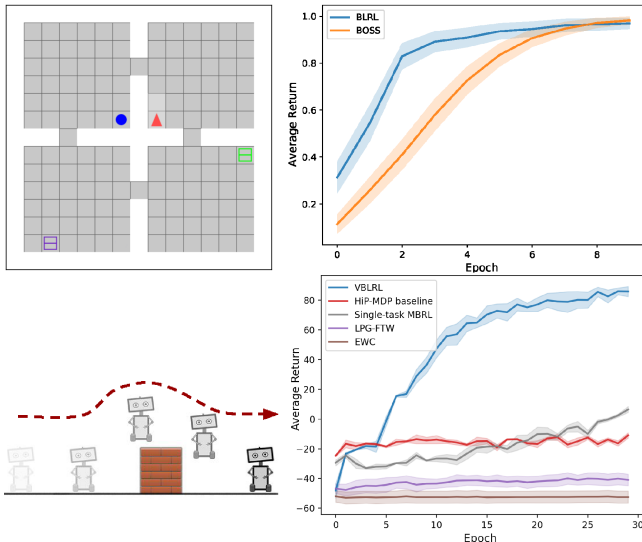 BLRL
BOSS
1.0
0.8
0.6
0.4
0.2
Average Return
0 2 4 6 8
Epoch
VBLRL
HiP-MDP baseline
Single-task MBRL
LPG-FTW
EWC
80
60
40
20
0
−20
−40
−60
Average Return
0 5 10 15 20 25 30
Epoch